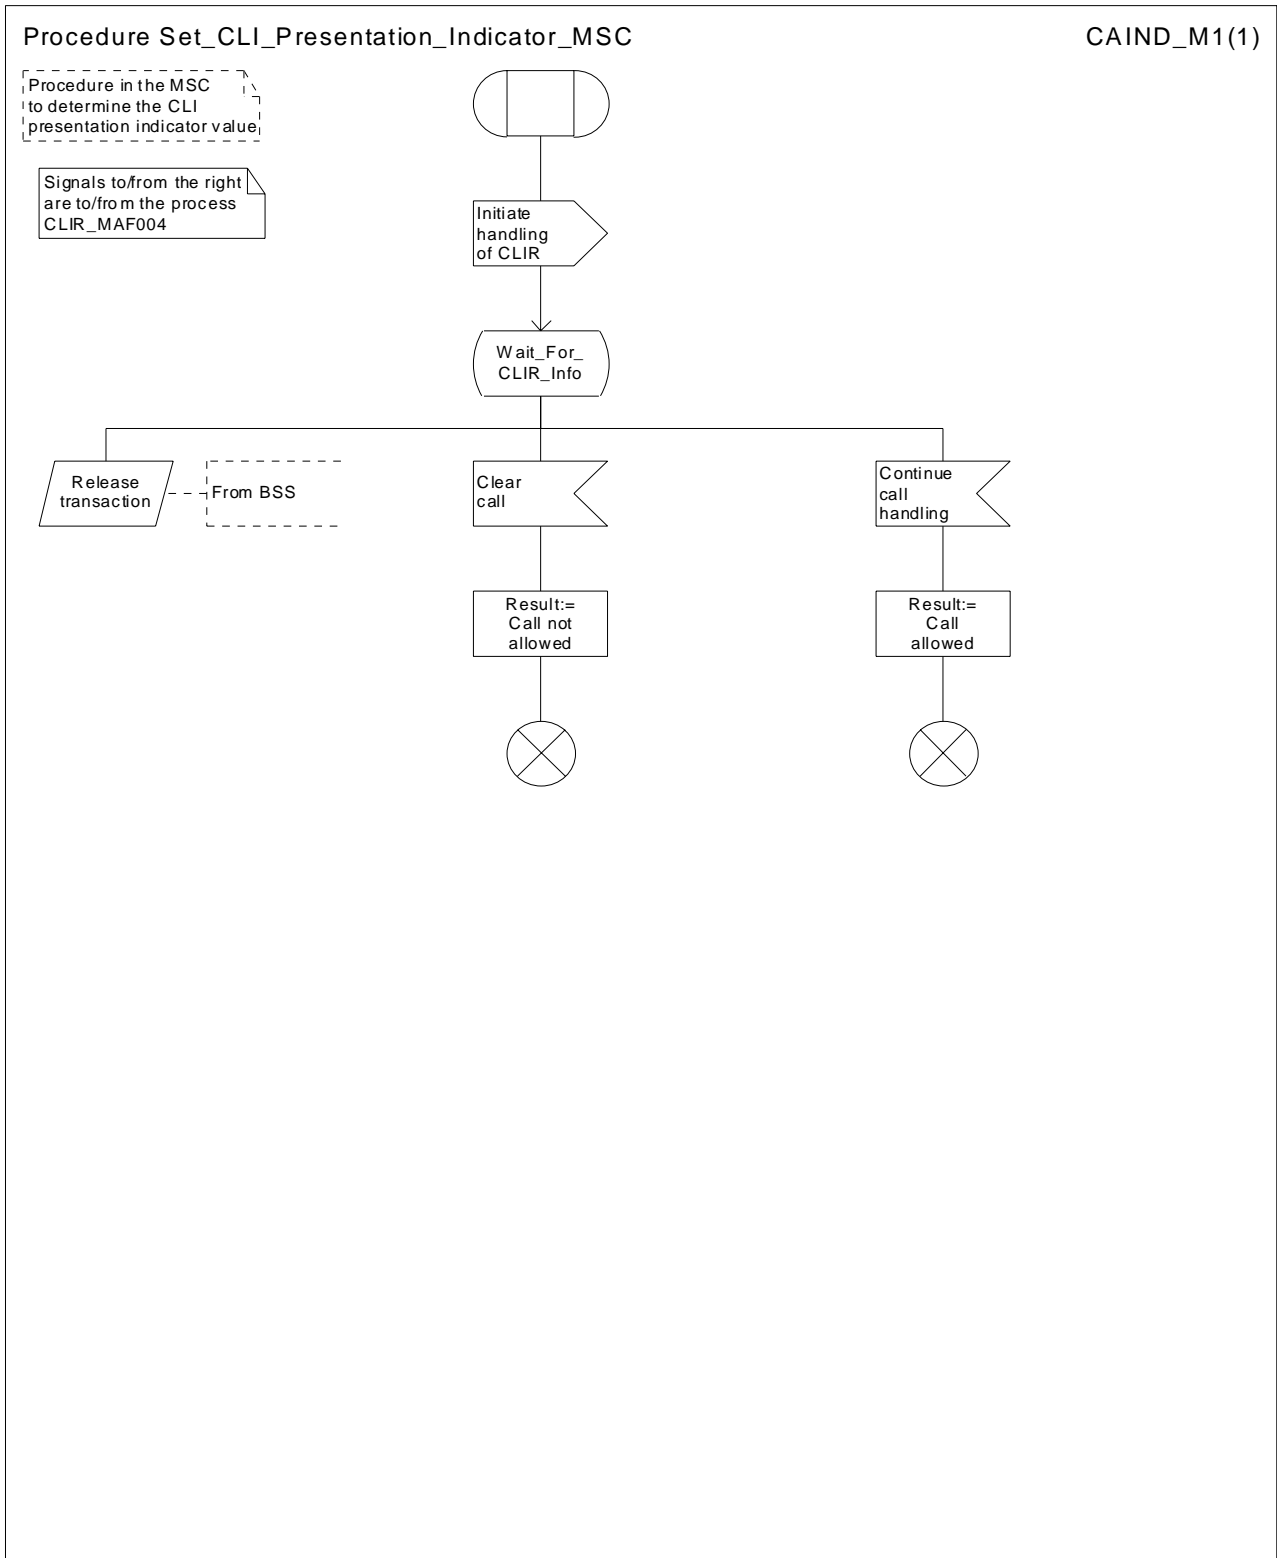 Procedure Set_CLI_Presentation_Indicator_MSC
CAIND_M1(1)
Procedure in the MSC
to determine the CLI
presentation indicator value
Signals to/from the right
are to/from the process
CLIR_MAF004
Initiate
handling
of CLIR
Wait_For_
CLIR_Info
Release
transaction
From BSS
Clear
call
Continue
call
handling
Result:=
Call not
allowed
Result:=
Call
allowed